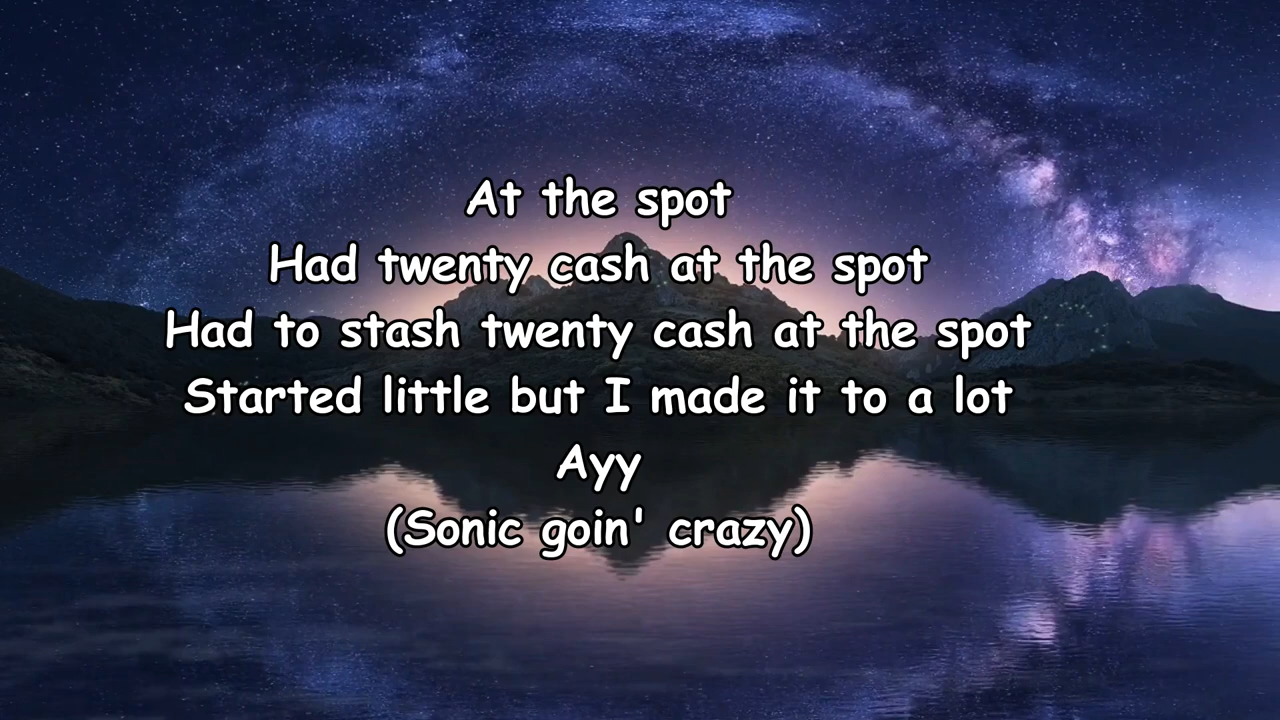 At the spot
Had twenty cash at the spot
Had to stash twenty cash at the spot
Started little but I made it to a lot
Ayy
(Sonic goin' crazy)